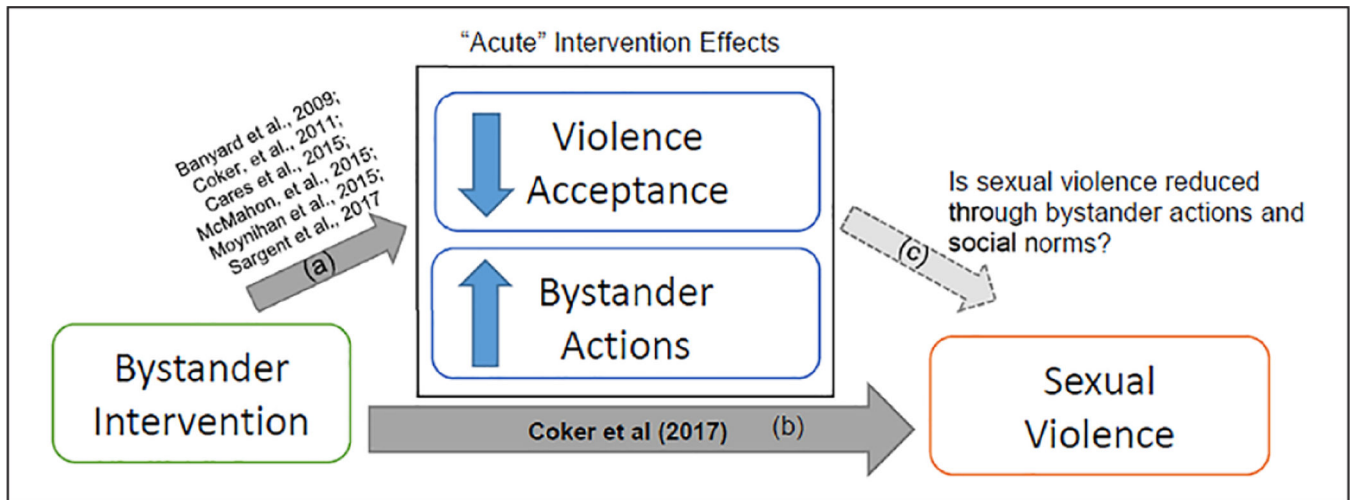 “Acute” Intervention Effects
Banyard et al., 2009;
Coker, et al., 2011;
Cares et al., 2015;
McMahon, et al., 2015;
Moynihan et al., 2015;
Sargent et al., 2017
(a)
Violence
Acceptance
Bystander
Actions
Is sexual violence reduced
through bystander actions and
social norms?
(c)
Bystander
Intervention
Coker et al (2017) (b)
Sexual
Violence